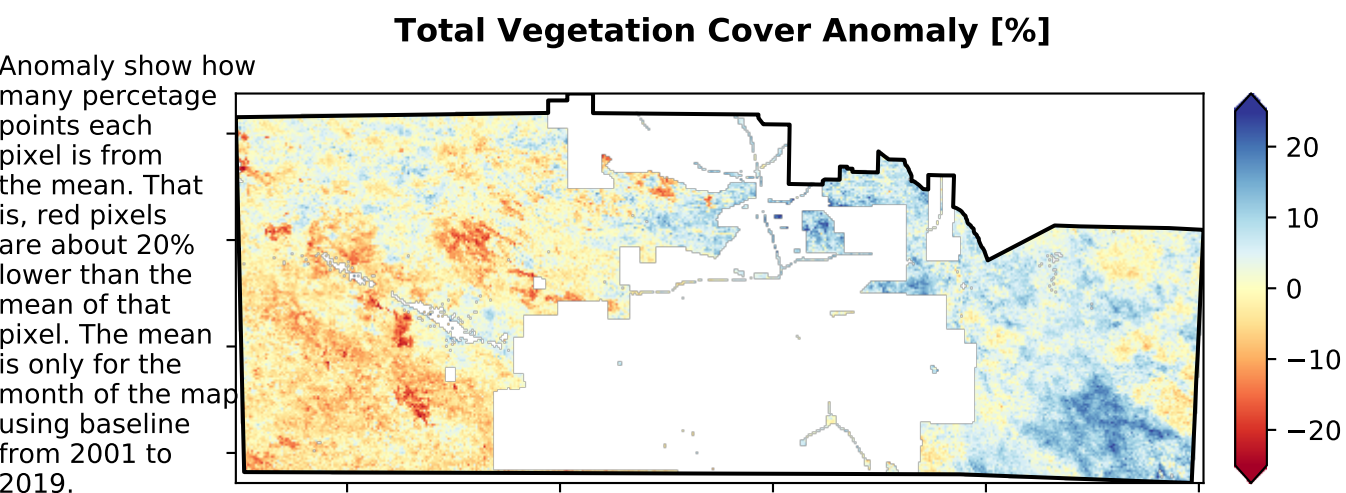 Total Vegetation Cover Anomaly [%]
Anomaly show how
many percetage
points each
pixel is from
the mean. That
is, red pixels
are about 20%
lower than the
mean of that
pixel. The mean
is only for the
month of the map
using baseline
from 2001 to
2019.
20
10
0
−10
−20